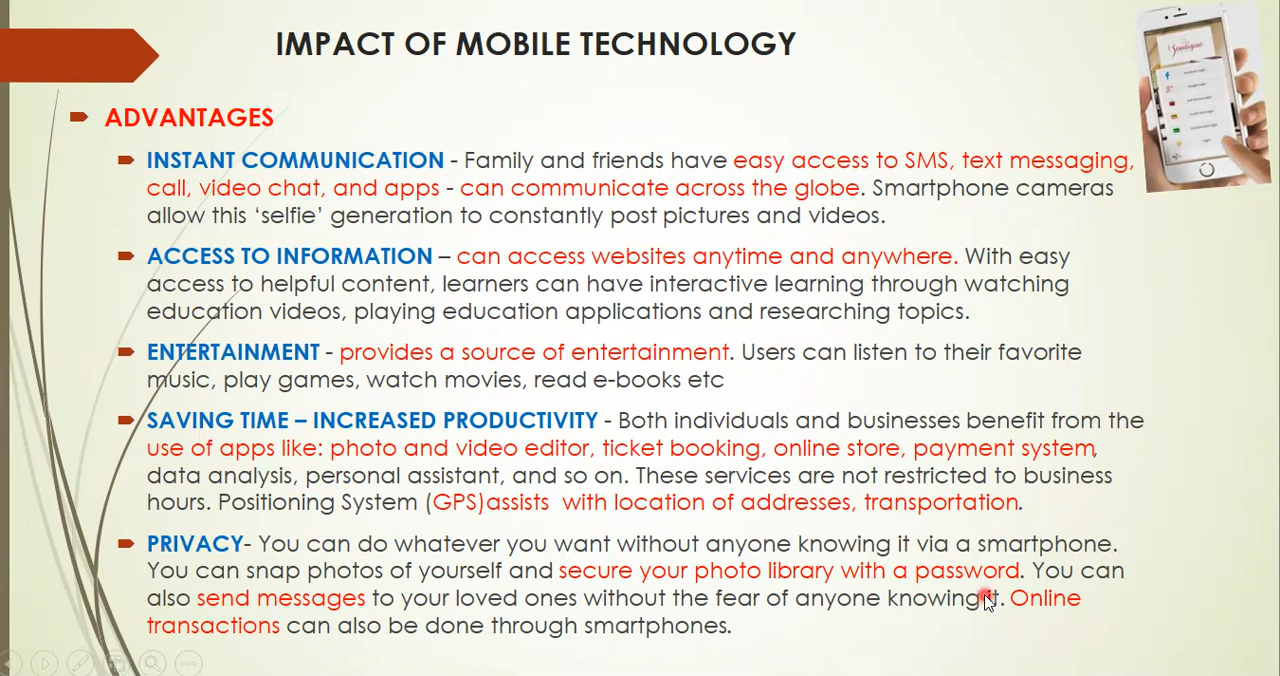 IMPACT OF MOBILE TECHNOLOGY
Boutique
ADVANTAGES
INSTANT COMMUNICATION - Family and friends have easy access to SMS, text messaging,
call, video chat, and apps - can communicate across the globe. Smartphone cameras
allow this ‘selfie’ generation to constantly post pictures and videos.
ACCESS TO INFORMATION – can access websites anytime and anywhere. With easy
access to helpful content, learners can have interactive learning through watching
education videos, playing education applications and researching topics.
ENTERTAINMENT - provides a source of entertainment. Users can listen to their favorite
music, play games, watch movies, read e-books etc
SAVING TIME – INCREASED PRODUCTIVITY - Both individuals and businesses benefit from the
use of apps like: photo and video editor, ticket booking, online store, payment system,
data analysis, personal assistant, and so on. These services are not restricted to business
hours. Positioning System (GPS)assists with location of addresses, transportation.
PRIVACY- You can do whatever you want without anyone knowing it via a smartphone.
You can snap photos of yourself and secure your photo library with a password. You can
also send messages to your loved ones without the fear of anyone knowing it. Online
transactions can also be done through smartphones.